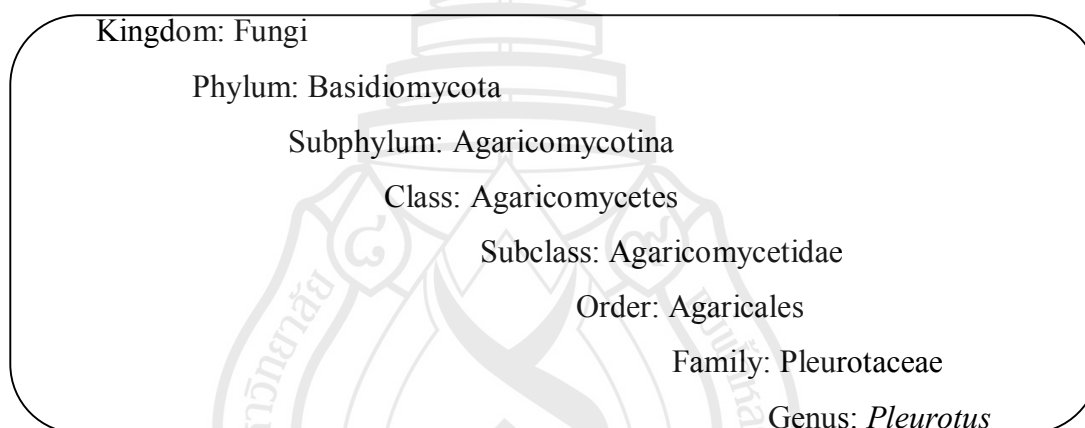 Kingdom: Fungi
Phylum: Basidiomycota
Subphylum: Agaricomycotina
Class: Agaricomycetes
Subclass: Agaricomycetidae
Order: Agaricales
Family: Pleurotaceae
Genus: Pleurotus